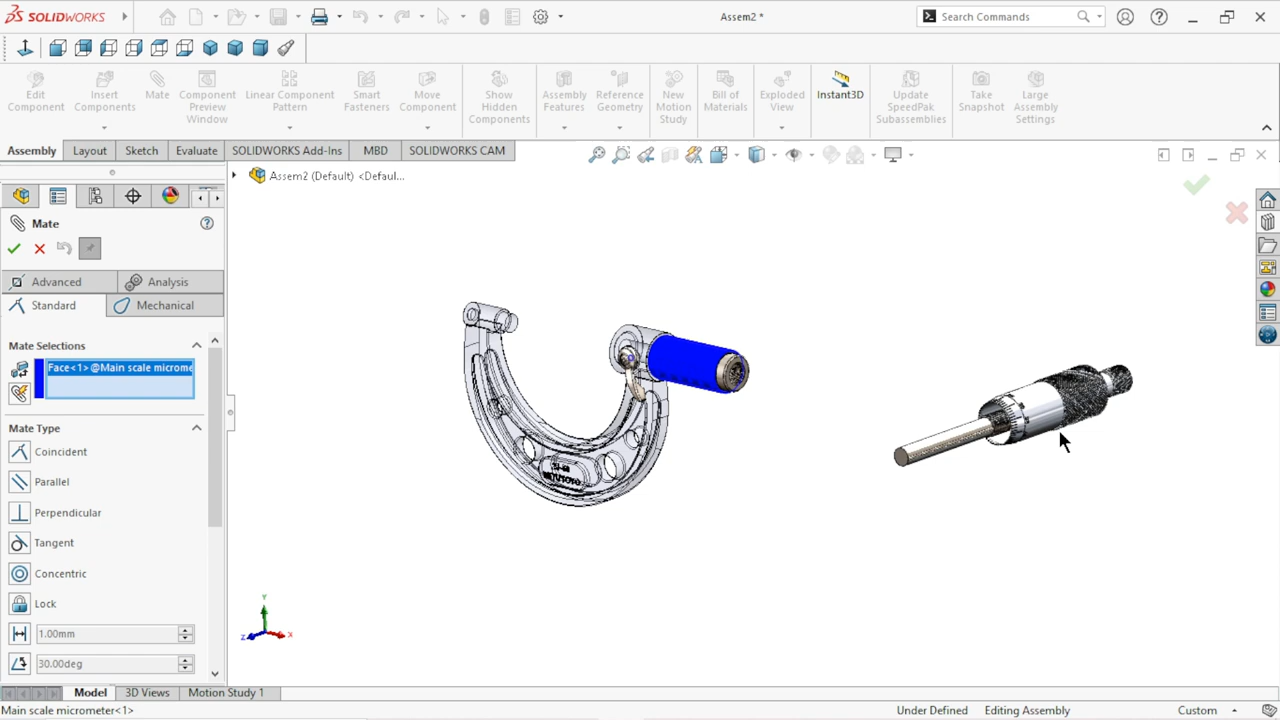 SOLIDWORKS
Assem2 *
Search Commands
Edit Component
Insert Components
Mate
Component Preview Window
Linear Component Pattern
Smart Fasteners
Move Component
Show Hidden Components
Assembly Features
Reference Geometry
New Motion Study
Bill of Materials
Exploded View
Instant3D
Update SpeedPak Subassemblies
Take Snapshot
Large Assembly Settings
Assembly
Layout
Sketch
Evaluate
SOLIDWORKS Add-Ins
MBD
SOLIDWORKS CAM
Assem2 (Default) <Defaul...
Mate
Advanced
Analysis
Standard
Mechanical
Mate Selections
Face<1>@Main scale microme
Mate Type
Coincident
Parallel
Perpendicular
Tangent
Concentric
Lock
1.00mm
30.00deg
Y
Z
X
Model
3D Views
Motion Study 1
Main scale micrometer<1>
Under Defined
Editing Assembly
Custom